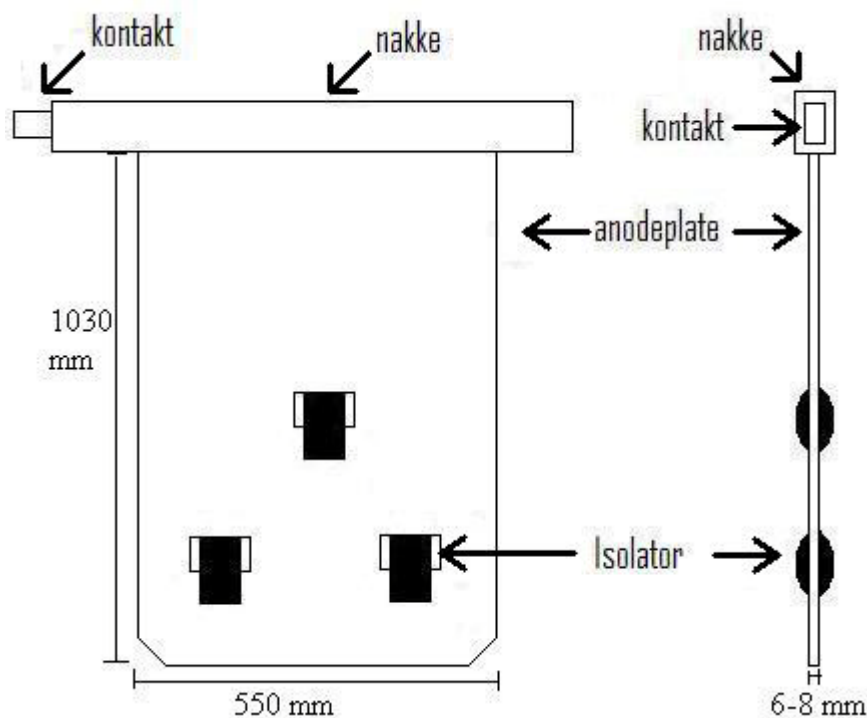 kontakt
nakke
nakke
kontakt
anodeplate
1030
mm
Isolator
550 mm
6-8 mm